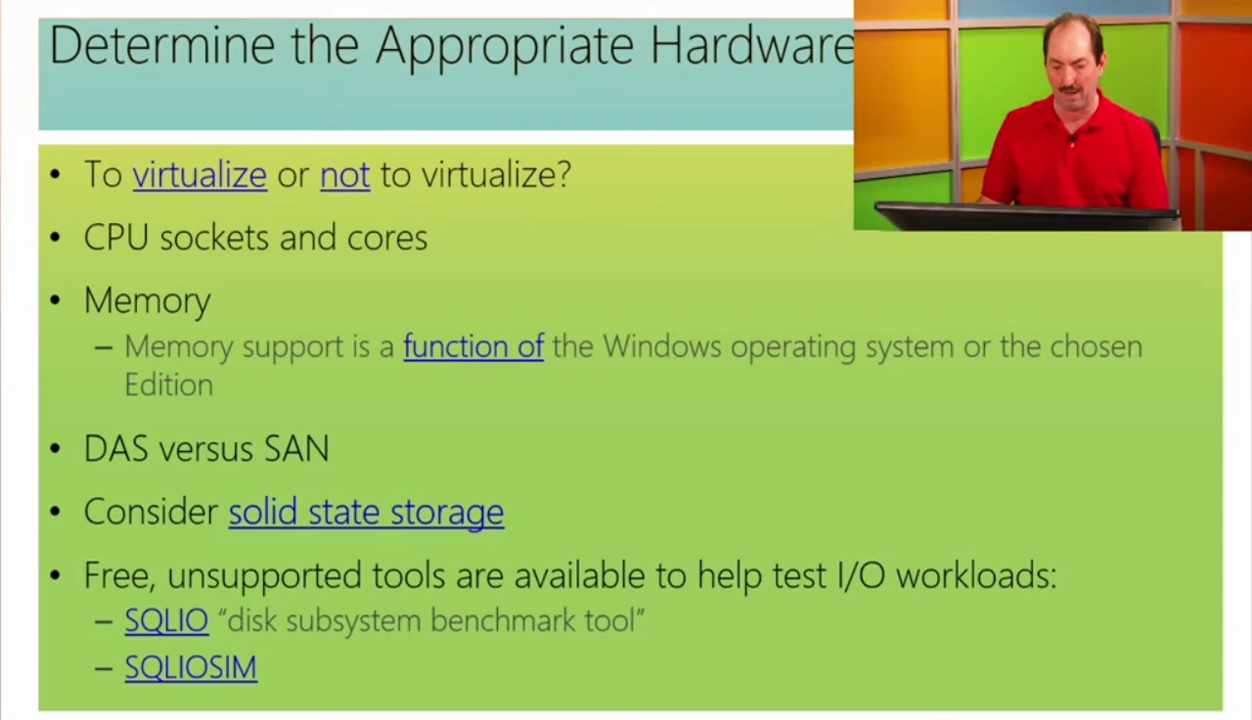 Determine the Appropriate Hardware
• To virtualize or not to virtualize?
• CPU sockets and cores
• Memory
– Memory support is a function of the Windows operating system or the chosen
Edition
• DAS versus SAN
• Consider solid state storage
• Free, unsupported tools are available to help test I/O workloads:
– SQLIO “disk subsystem benchmark tool”
– SQLIOSIM